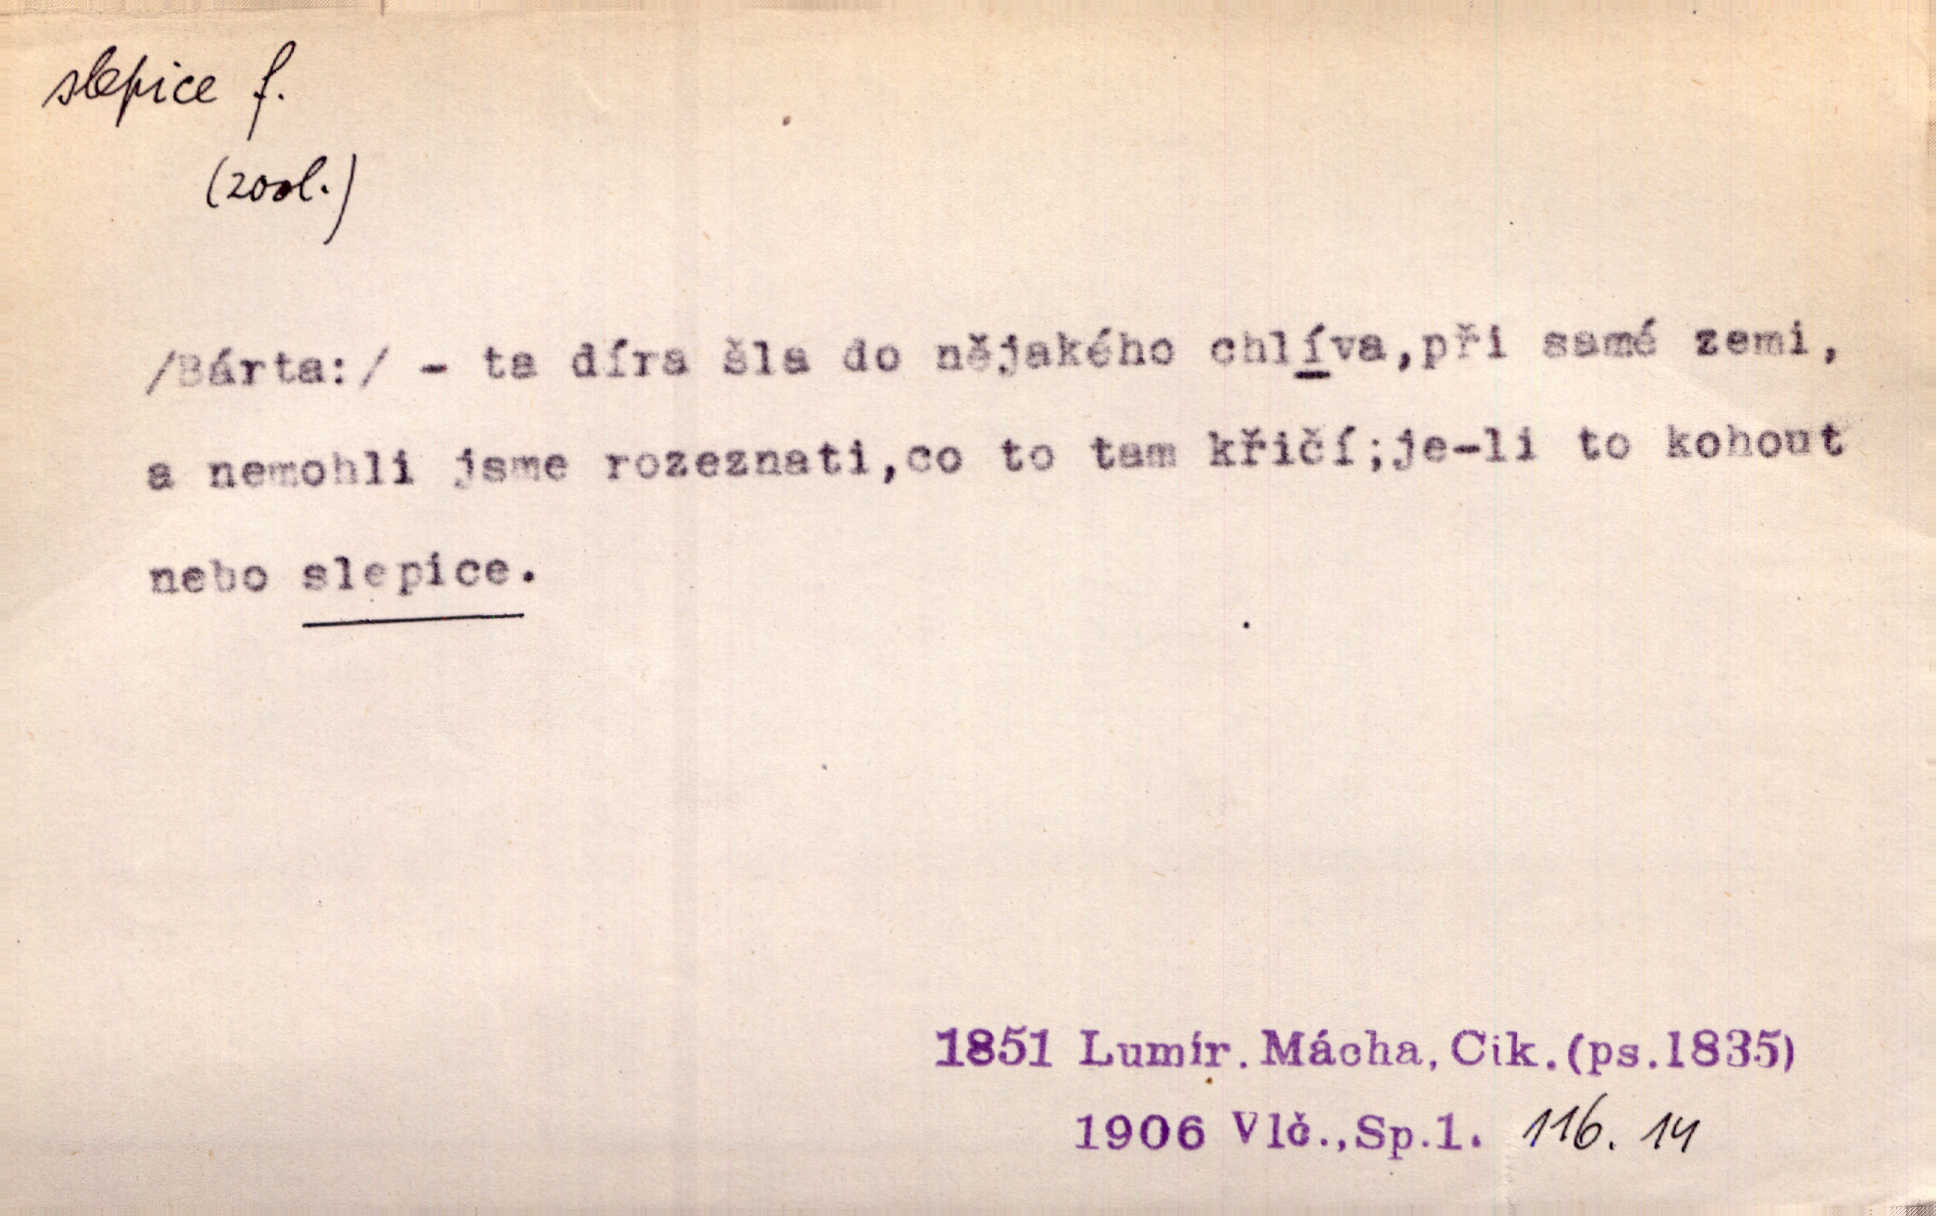 slepice f.
(zool.)
/Bárta:/ - ta díra šla do nějakého chlíva,při samé zemi,
a nemohli jsme rozeznati,co to tam křičí;je-li to kohout
nebo slepice.
1851 Lumír. Mácha, Cik.(ps.1835)
1906 Vlč.,Sp.1. 116. 14